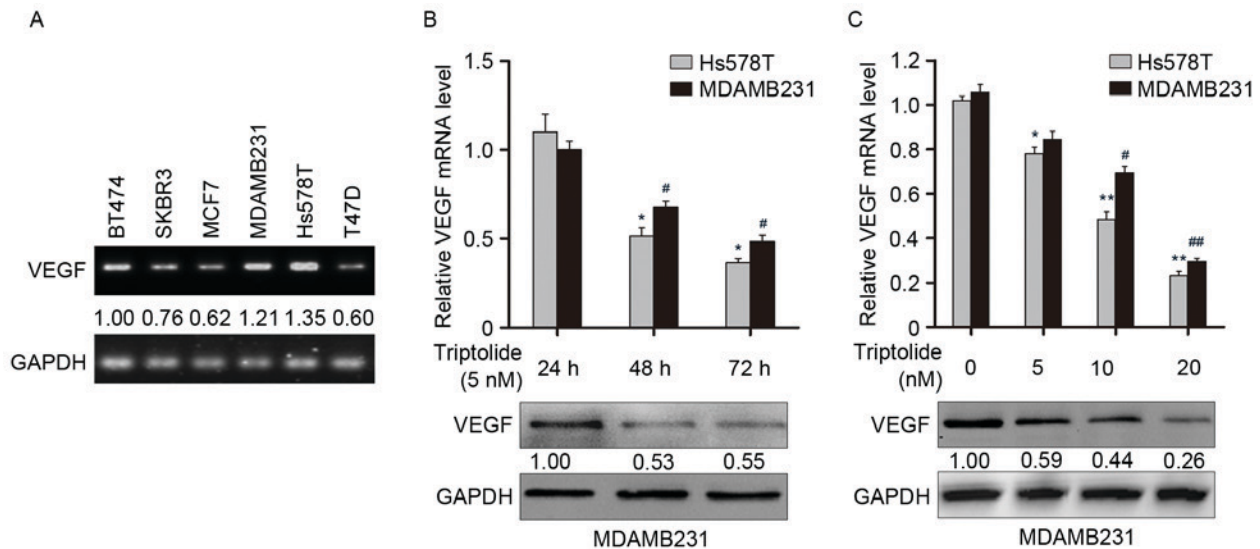 A
BT474
SKBR3
MCF7
MDAMB231
Hs578T
T47D
VEGF
1.00 0.76 0.62 1.21 1.35 0.60
GAPDH
B
Relative VEGF mRNA level
1.5
1.0
0.5
0
Hs578T
MDAMB231
*
#
*
#
Triptolide
(5 nM)
24 h 48 h 72 h
VEGF
1.00 0.53 0.55
GAPDH
MDAMB231
C
Relative VEGF mRNA level
1.2
1.0
0.8
0.6
0.4
0.2
0
Hs578T
MDAMB231
*
**
#
**
##
Triptolide
(nM)
0 5 10 20
VEGF
1.00 0.59 0.44 0.26
GAPDH
MDAMB231